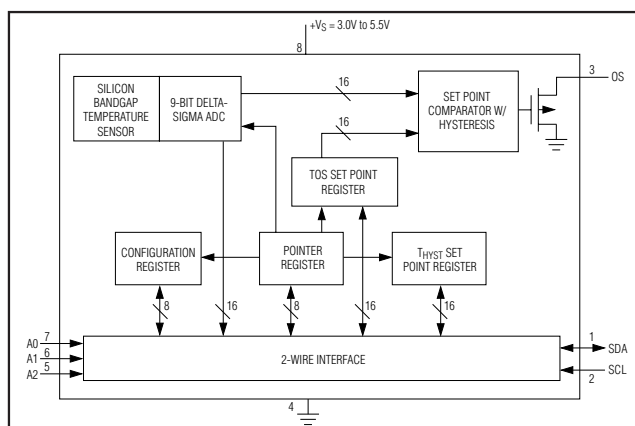 +VS = 3.0V to 5.5V
8
SILICON
BANDGAP
TEMPERATURE
SENSOR
9-BIT DELTA-
SIGMA ADC
16
16
SET POINT
COMPARATOR W/
HYSTERESIS
3
OS
TOS SET POINT
REGISTER
CONFIGURATION
REGISTER
POINTER
REGISTER
THYST SET
POINT REGISTER
8
16
8
16
16
A0
7
A1
6
A2
5
2-WIRE INTERFACE
1
SDA
SCL
2
4